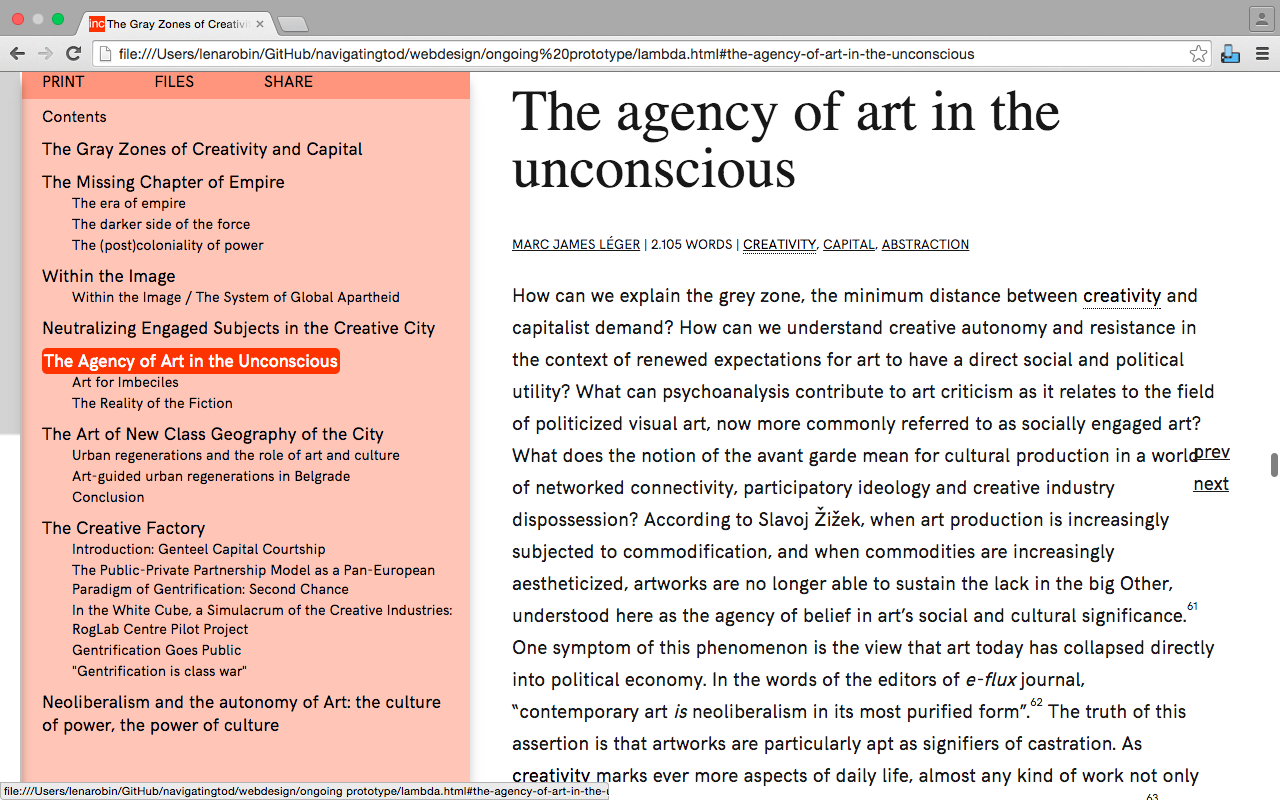 inc The Gray Zones of Creativi
file:///Users/lenarobin/GitHub/navigatingtod/webdesign/ongoing%20prototype/lambda.html#the-agency-of-art-in-the-unconscious
PRINT FILES SHARE
Contents
The Gray Zones of Creativity and Capital
The Missing Chapter of Empire
The era of empire
The darker side of the force
The (post)coloniality of power
Within the Image
Within the Image / The System of Global Apartheid
Neutralizing Engaged Subjects in the Creative City
The Agency of Art in the Unconscious
Art for Imbeciles
The Reality of the Fiction
The Art of New Class Geography of the City
Urban regenerations and the role of art and culture
Art-guided urban regenerations in Belgrade
Conclusion
The Creative Factory
Introduction: Genteel Capital Courtship
The Public-Private Partnership Model as a Pan-European
Paradigm of Gentrification: Second Chance
In the White Cube, a Simulacrum of the Creative Industries:
RogLab Centre Pilot Project
Gentrification Goes Public
"Gentrification is class war"
Neoliberalism and the autonomy of Art: the culture
of power, the power of culture
The agency of art in the
unconscious
MARC JAMES LÉGER | 2.105 WORDS | CREATIVITY, CAPITAL, ABSTRACTION
How can we explain the grey zone, the minimum distance between creativity and
capitalist demand? How can we understand creative autonomy and resistance in
the context of renewed expectations for art to have a direct social and political
utility? What can psychoanalysis contribute to art criticism as it relates to the field
of politicized visual art, now more commonly referred to as socially engaged art?
What does the notion of the avant garde mean for cultural production in a world
of networked connectivity, participatory ideology and creative industry
dispossession? According to Slavoj Žižek, when art production is increasingly
subjected to commodification, and when commodities are increasingly
aestheticized, artworks are no longer able to sustain the lack in the big Other,
understood here as the agency of belief in art’s social and cultural significance.61
One symptom of this phenomenon is the view that art today has collapsed directly
into political economy. In the words of the editors of e-flux journal,
“contemporary art is neoliberalism in its most purified form”.62 The truth of this
assertion is that artworks are particularly apt as signifiers of castration. As
creativity marks ever more aspects of daily life, almost any kind of work not only
63
prev
next
file:///Users/lenarobin/GitHub/navigatingtod/webdesign/ongoing prototype/lambda.html#the-agency-of-art-in-the-u